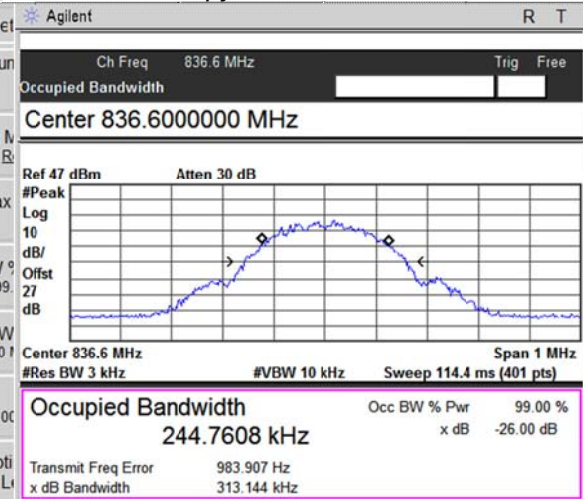 Agilent R T
Ch Freq 836.6 MHz Trig Free
Occupied Bandwidth
Center 836.6000000 MHz
Ref 47 dBm Atten 30 dB
#Peak
Log
10
dB/
Offst
27
dB
Center 836.6 MHz Span 1 MHz
#Res BW 3 kHz #VBW 10 kHz Sweep 114.4 ms (401 pts)
Occupied Bandwidth Occ BW % Pwr 99.00 %
244.7608 kHz x dB -26.00 dB
Transmit Freq Error 983.907 Hz
x dB Bandwidth 313.144 kHz